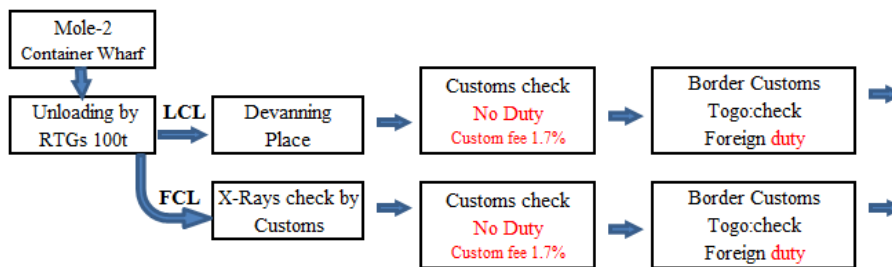 Mole-2
Container Wharf
Unloading by
RTGs 100t
LCL
Devanning
Place
Customs check
No Duty
Custom fee 1.7%
Border Customs
Togo:check
Foreign duty
FCL
X-Rays check by
Customs
Customs check
No Duty
Custom fee 1.7%
Border Customs
Togo:check
Foreign duty